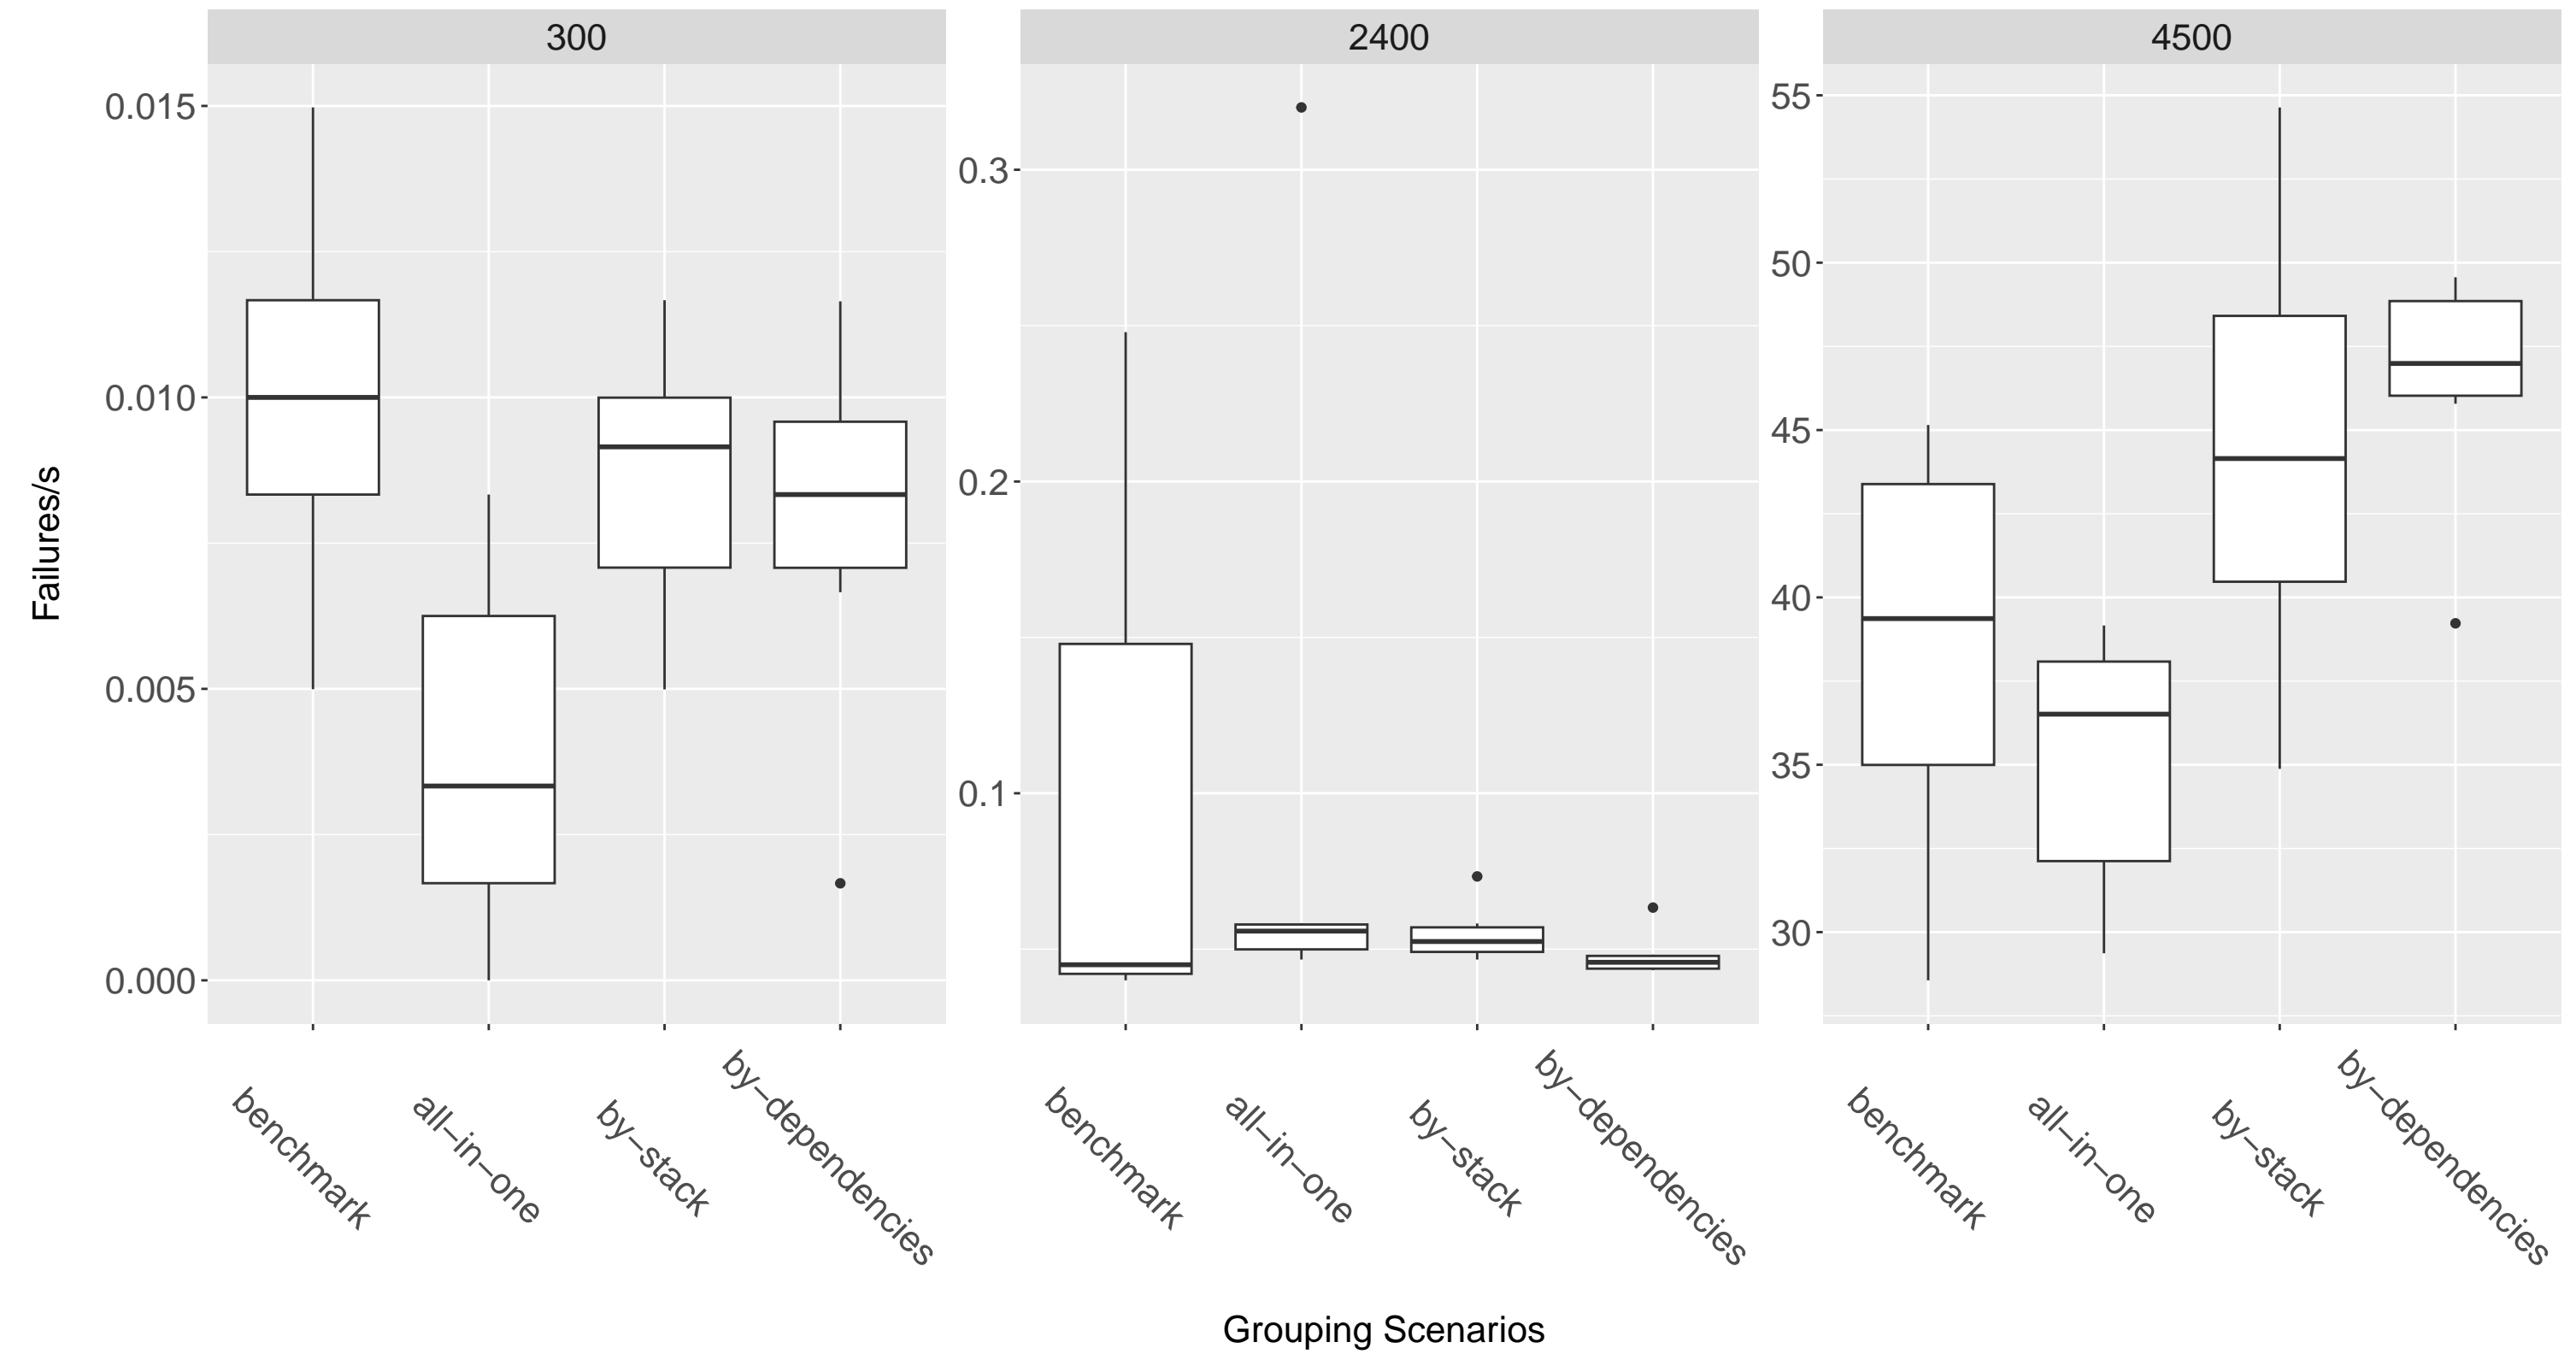 300
2400
4500
Failures/s
0.015
0.010
0.005
0.000
0.3
0.2
0.1
55
50
45
40
35
30
benchmark
all−in−one
by−stack
by−dependencies
benchmark
all−in−one
by−stack
by−dependencies
benchmark
all−in−one
by−stack
by−dependencies
Grouping Scenarios